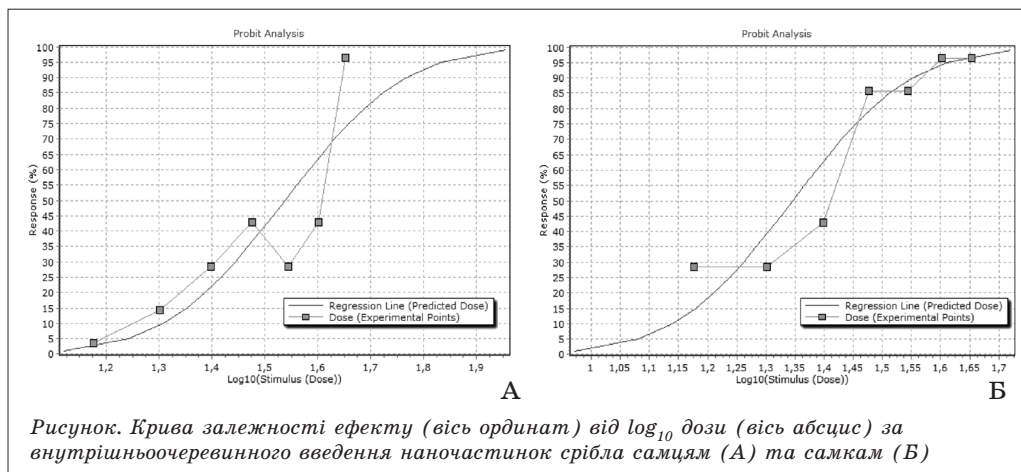 Probit Analysis
100
95
90
85
80
75
70
65
60
55
50
45
40
35
30
25
20
15
10
5
0
Response (%)
1,2 1,3 1,4 1,5 1,6 1,7 1,8 1,9
Log10(Stimulus (Dose))
Regression Line (Predicted Dose)
Dose (Experimental Points)
А
Probit Analysis
100
95
90
85
80
75
70
65
60
55
50
45
40
35
30
25
20
15
10
5
0
Response (%)
1 1,05 1,1 1,15 1,2 1,25 1,3 1,35 1,4 1,45 1,5 1,55 1,6 1,65 1,7
Log10(Stimulus (Dose))
Regression Line (Predicted Dose)
Dose (Experimental Points)
Б
Рисунок. Крива залежності ефекту (вісь ординат) від log10 дози (вісь абсцис) за
внутрішньоочеревинного введення наночастинок срібла самцям (А) та самкам (Б)